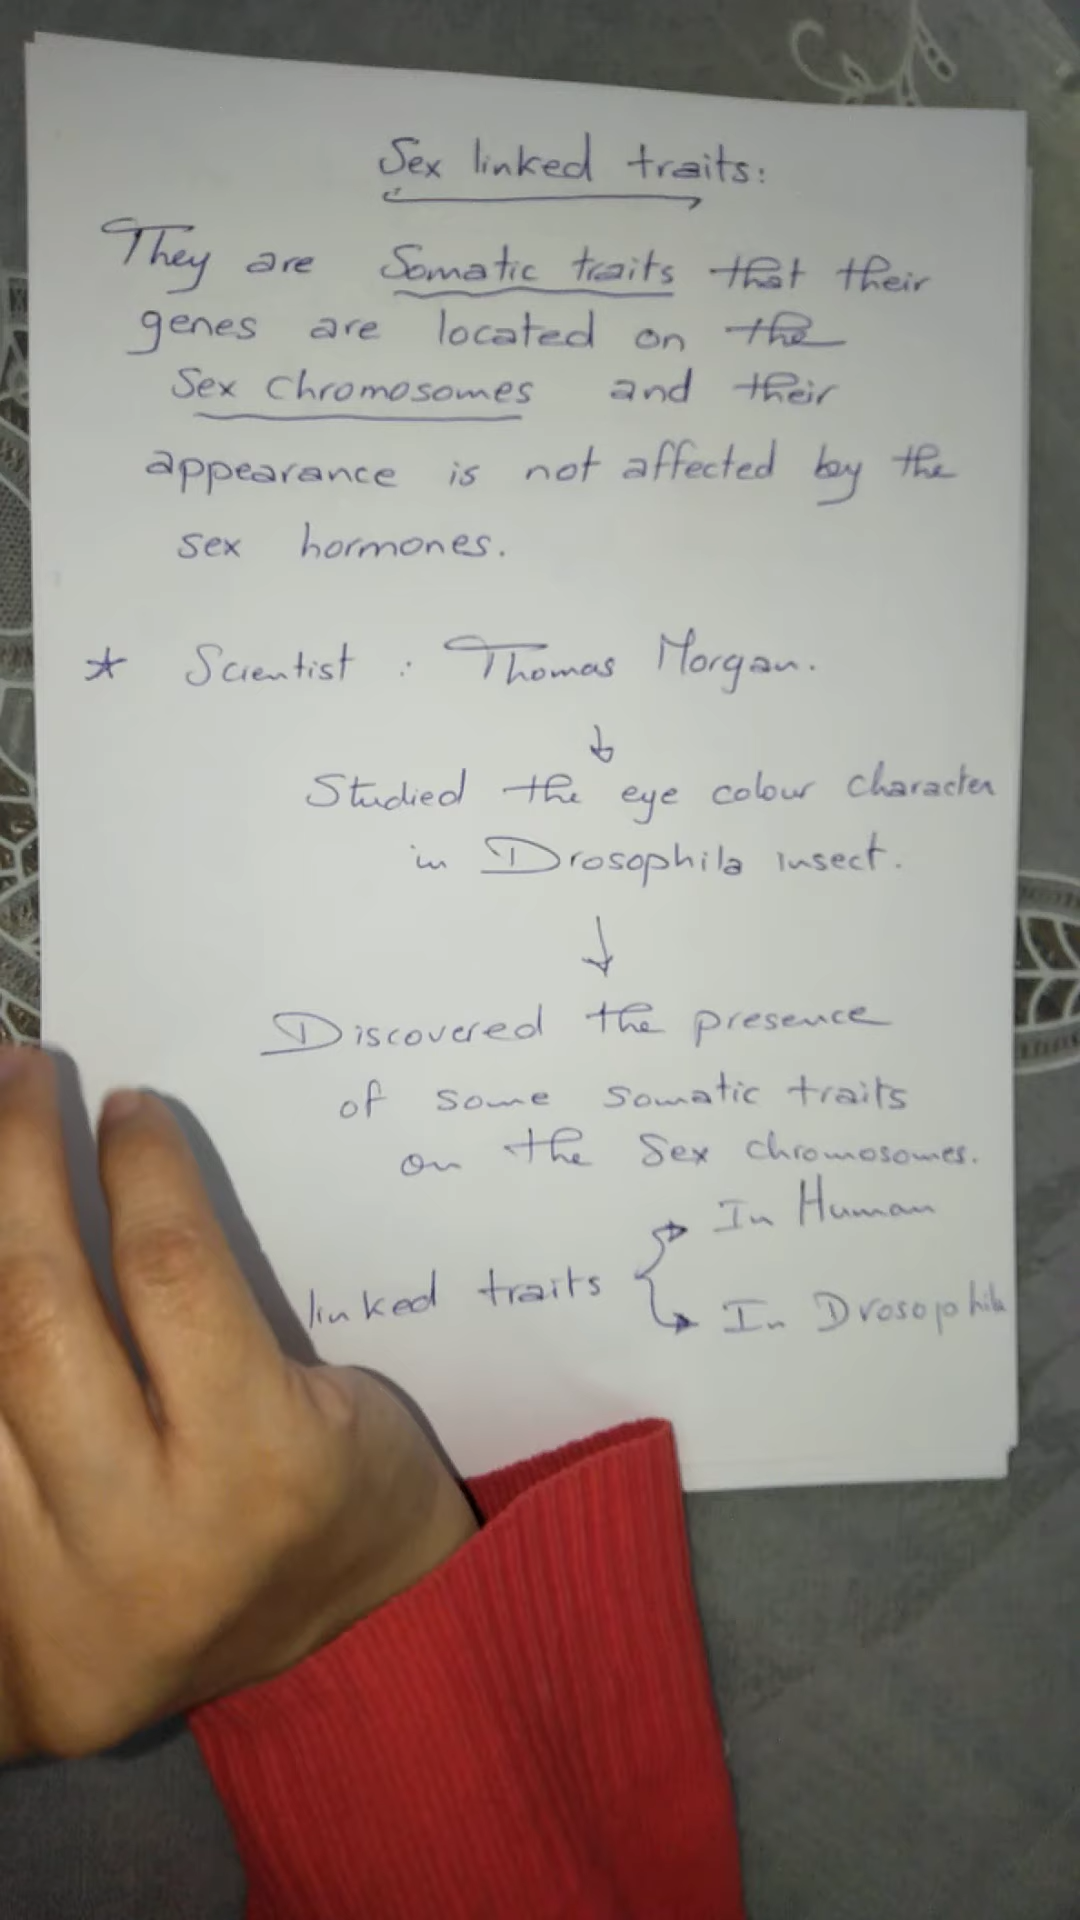 Sex linked traits:
They are Somatic traits that their
genes are located on the
Sex chromosomes and their
appearance is not affected by the
sex hormones.
* Scientist : Thomas Morgan.
↓
Studied the eye colour character
in Drosophila insect.
↓
Discovered the presence
of some somatic traits
on the Sex chromosomes.
In Human
linked traits
In Drosophila